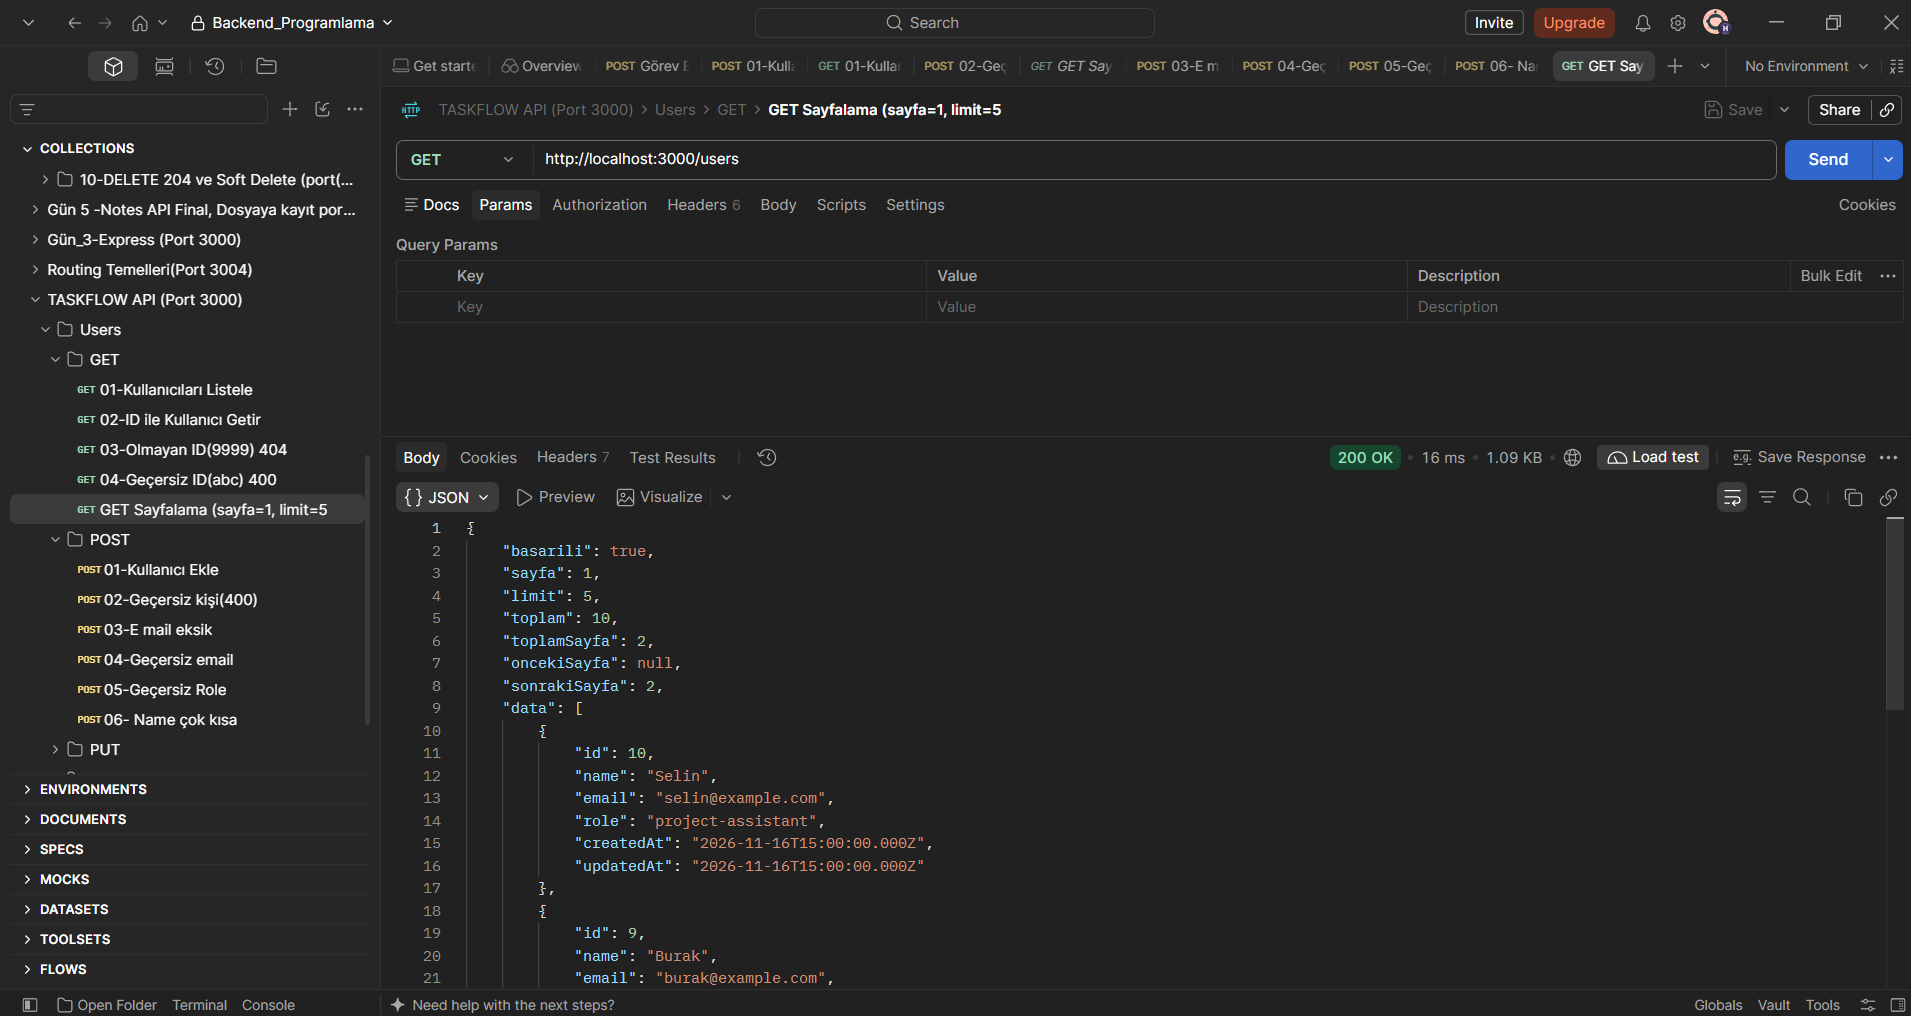 Backend_Programlama
Search
Invite
Upgrade
Get starte
Overview
POST Görev E
POST 01-Kulla
GET 01-Kullar
POST 02-Geç
GET GET Say
POST 03-E m
POST 04-Geç
POST 05-Geç
POST 06- Na
GET GET Say
No Environment
TASKFLOW API (Port 3000) > Users > GET > GET Sayfalama (sayfa=1, limit=5
Save
Share
GET
http://localhost:3000/users
Send
Docs
Params
Authorization
Headers 6
Body
Scripts
Settings
Cookies
Query Params
Key Value Description Bulk Edit
Key Value Description
COLLECTIONS
10-DELETE 204 ve Soft Delete (port(...
Gün 5 -Notes API Final, Dosyaya kayıt por...
Gün_3-Express (Port 3000)
Routing Temelleri(Port 3004)
TASKFLOW API (Port 3000)
Users
GET
GET 01-Kullanıcıları Listele
GET 02-ID ile Kullanıcı Getir
GET 03-Olmayan ID(9999) 404
GET 04-Geçersiz ID(abc) 400
GET GET Sayfalama (sayfa=1, limit=5
POST
POST 01-Kullanıcı Ekle
POST 02-Geçersiz kişi(400)
POST 03-E mail eksik
POST 04-Geçersiz email
POST 05-Geçersiz Role
POST 06- Name çok kısa
PUT
ENVIRONMENTS
DOCUMENTS
SPECS
MOCKS
DATASETS
TOOLSETS
FLOWS
Body
Cookies
Headers 7
Test Results
200 OK • 16 ms • 1.09 KB
Load test
e.g. Save Response
{} JSON
Preview
Visualize
1 {
2 "basarili": true,
3 "sayfa": 1,
4 "limit": 5,
5 "toplam": 10,
6 "toplamSayfa": 2,
7 "oncekiSayfa": null,
8 "sonrakiSayfa": 2,
9 "data": [
10 {
11 "id": 10,
12 "name": "Selin",
13 "email": "selin@example.com",
14 "role": "project-assistant",
15 "createdAt": "2026-11-16T15:00:00.000Z",
16 "updatedAt": "2026-11-16T15:00:00.000Z"
17 },
18 {
19 "id": 9,
20 "name": "Burak",
21 "email": "burak@example.com",
Open Folder
Terminal
Console
Need help with the next steps?
Globals
Vault
Tools